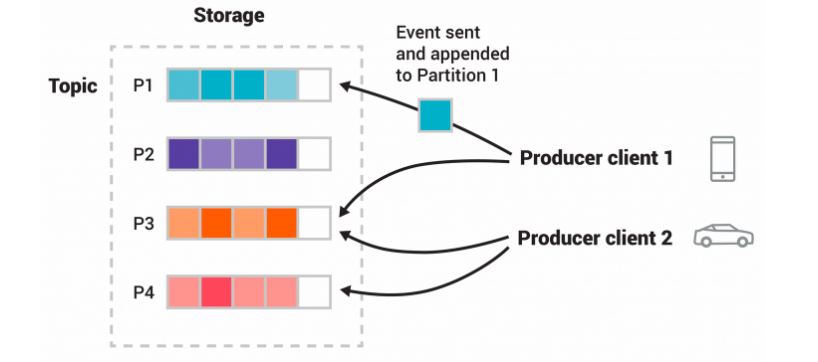 Storage
Event sent
and appended
to Partition 1
Topic
P1
P2
Producer client 1
P3
Producer client 2
P4